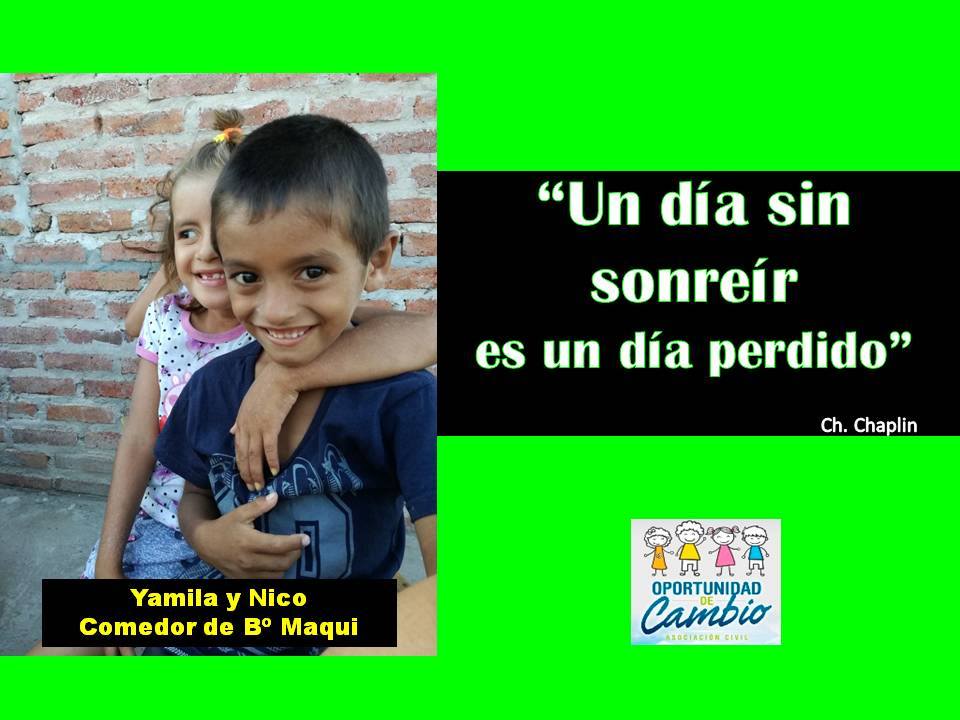 “Un día sin
sonreír
es un día perdido”
Ch. Chaplin
Yamila y Nico
Comedor de Bº Maqui
OPORTUNIDAD
DE
Cambio
ASOCIACIÓN CIVIL